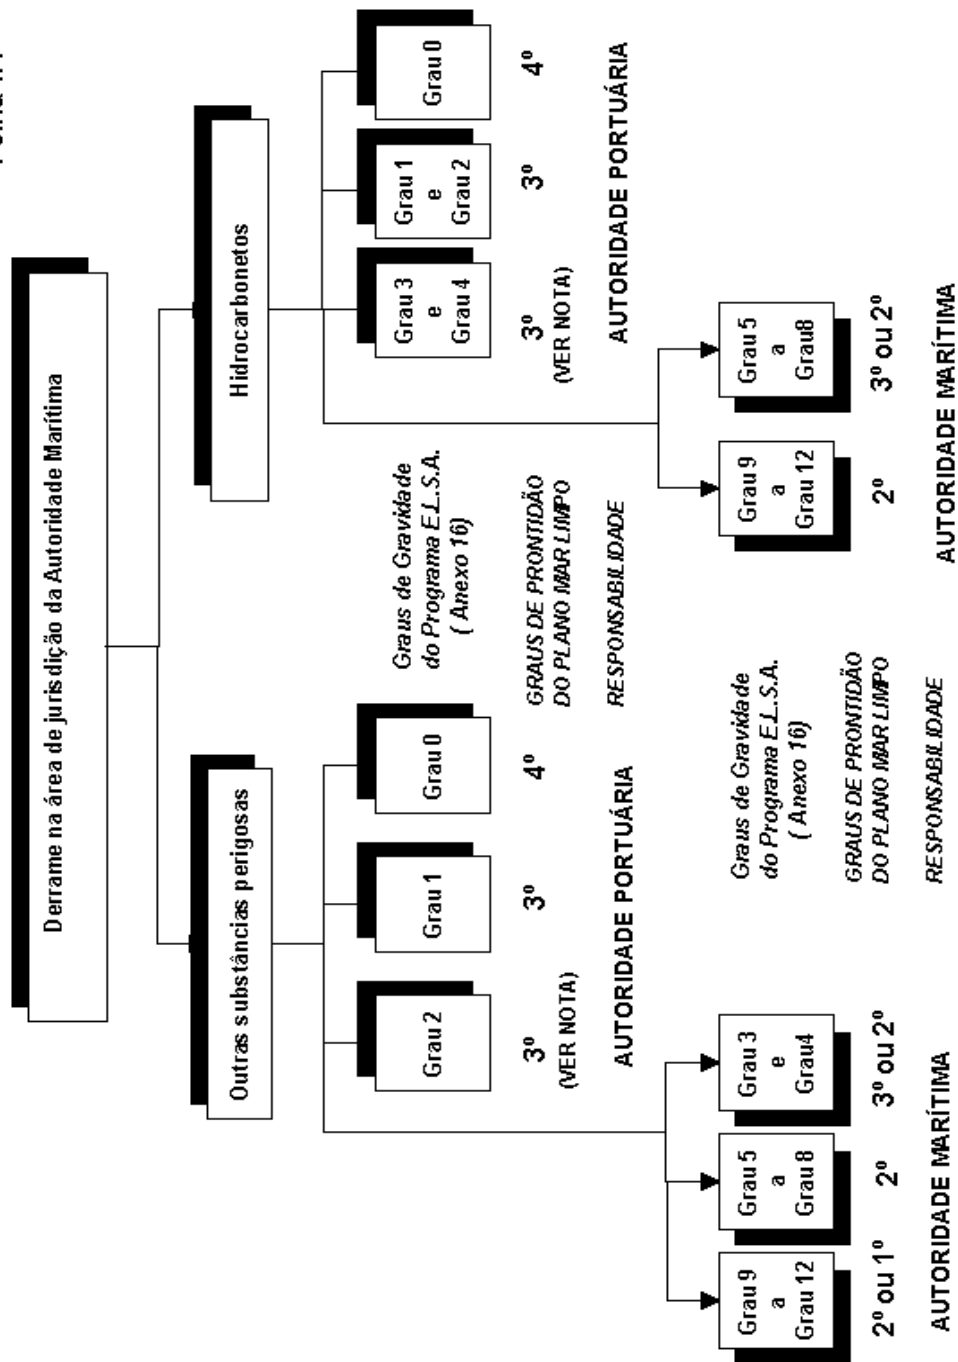 Derrame na área de jurisdição da Autoridade Marítima
Outras substâncias perigosas
Hidrocarbonetos
Grau 2
Grau 1
Grau 0
Graus de Gravidade
do Programa E.L.S.A.
( Anexo 16)
Grau 3
e
Grau 4
Grau 1
e
Grau 2
Grau 0
3º
(VER NOTA)
3º
4º
GRAUS DE PRONTIDÃO
DO PLANO MAR LIMPO
3º
(VER NOTA)
3º
4º
AUTORIDADE PORTUÁRIA
RESPONSABILIDADE
AUTORIDADE PORTUÁRIA
Grau 9
a
Grau 12
Grau 5
a
Grau 8
Grau 3
e
Grau4
Graus de Gravidade
do Programa E.L.S.A.
( Anexo 16)
Grau 9
a
Grau 12
Grau 5
a
Grau8
2º ou 1º
2º
3º ou 2º
GRAUS DE PRONTIDÃO
DO PLANO MAR LIMPO
2º
3º ou 2º
AUTORIDADE MARÍTIMA
RESPONSABILIDADE
AUTORIDADE MARÍTIMA